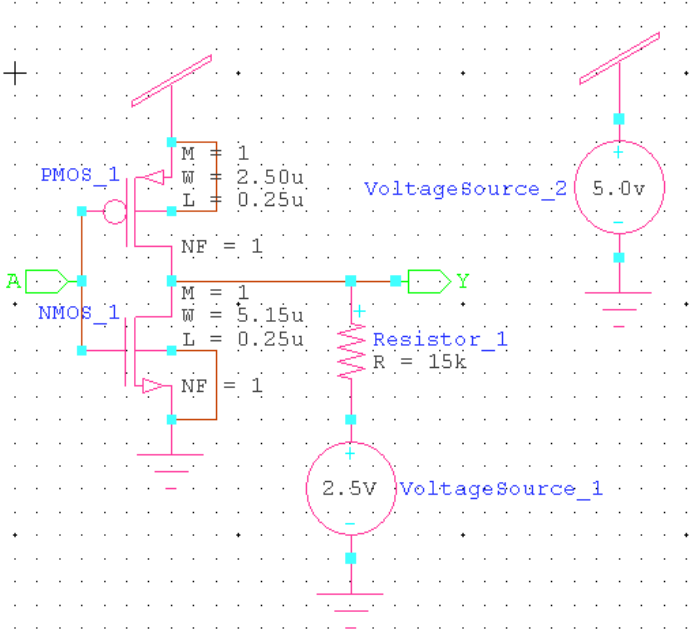 M = 1
PMOS_1
W = 2.50u
VoltageSource_2
5.0v
L = 0.25u
NF = 1
A
Y
M = 1
NMOS_1
W = 5.15u
L = 0.25u
Resistor_1
R = 15k
NF = 1
2.5V
VoltageSource_1